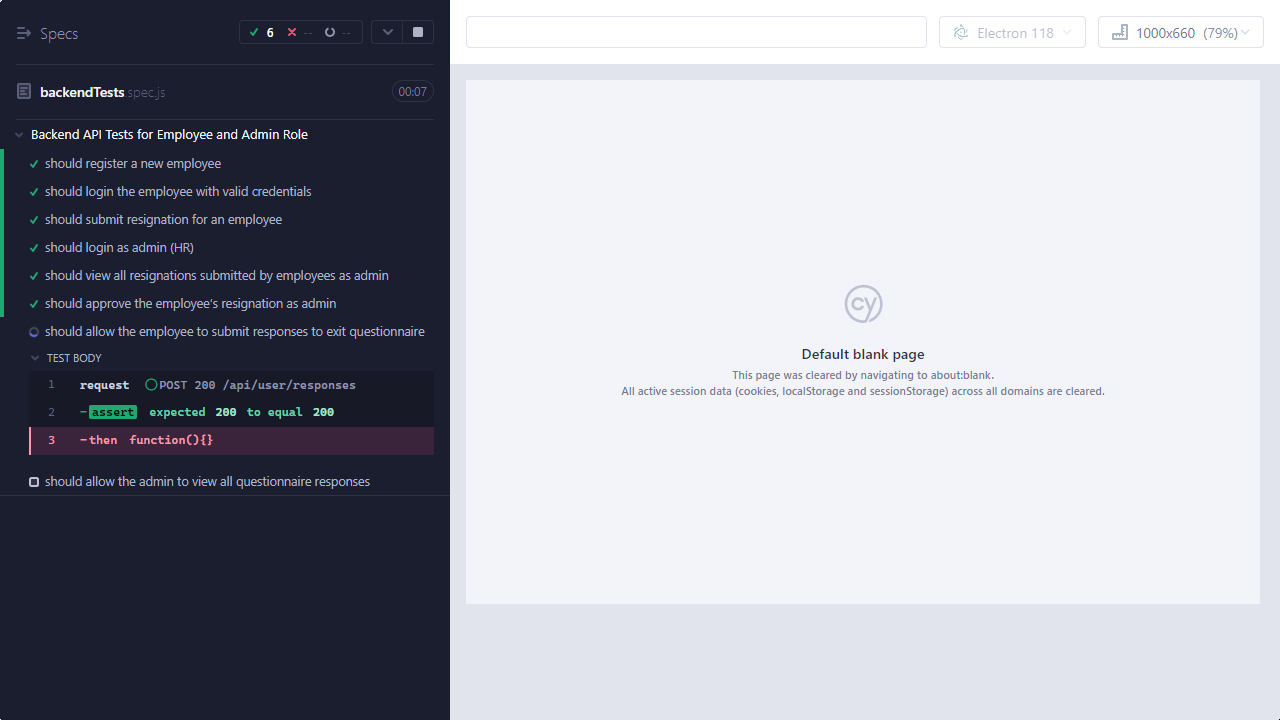 Specs
6 -- --
backendTests.spec.js 00:07
Backend API Tests for Employee and Admin Role
should register a new employee
should login the employee with valid credentials
should submit resignation for an employee
should login as admin (HR)
should view all resignations submitted by employees as admin
should approve the employee's resignation as admin
should allow the employee to submit responses to exit questionnaire
TEST BODY
1 request POST 200 /api/user/responses
2 -assert expected 200 to equal 200
3 -then function(){}
should allow the admin to view all questionnaire responses
Electron 118
1000x660 (79%)
cy
Default blank page
This page was cleared by navigating to about:blank.
All active session data (cookies, localStorage and sessionStorage) across all domains are cleared.